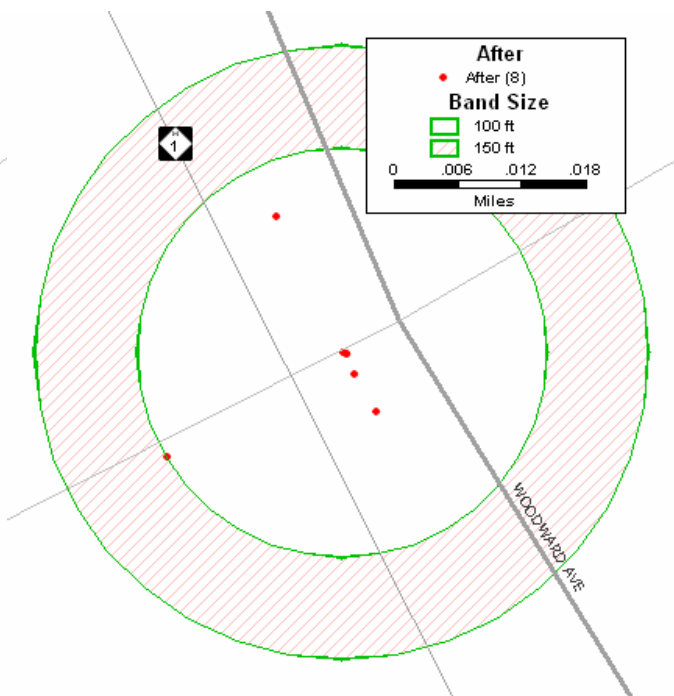 After
After (8)
Band Size
100 ft
150 ft
0 .006 .012 .018
Miles
M
1
WOODWARD AVE